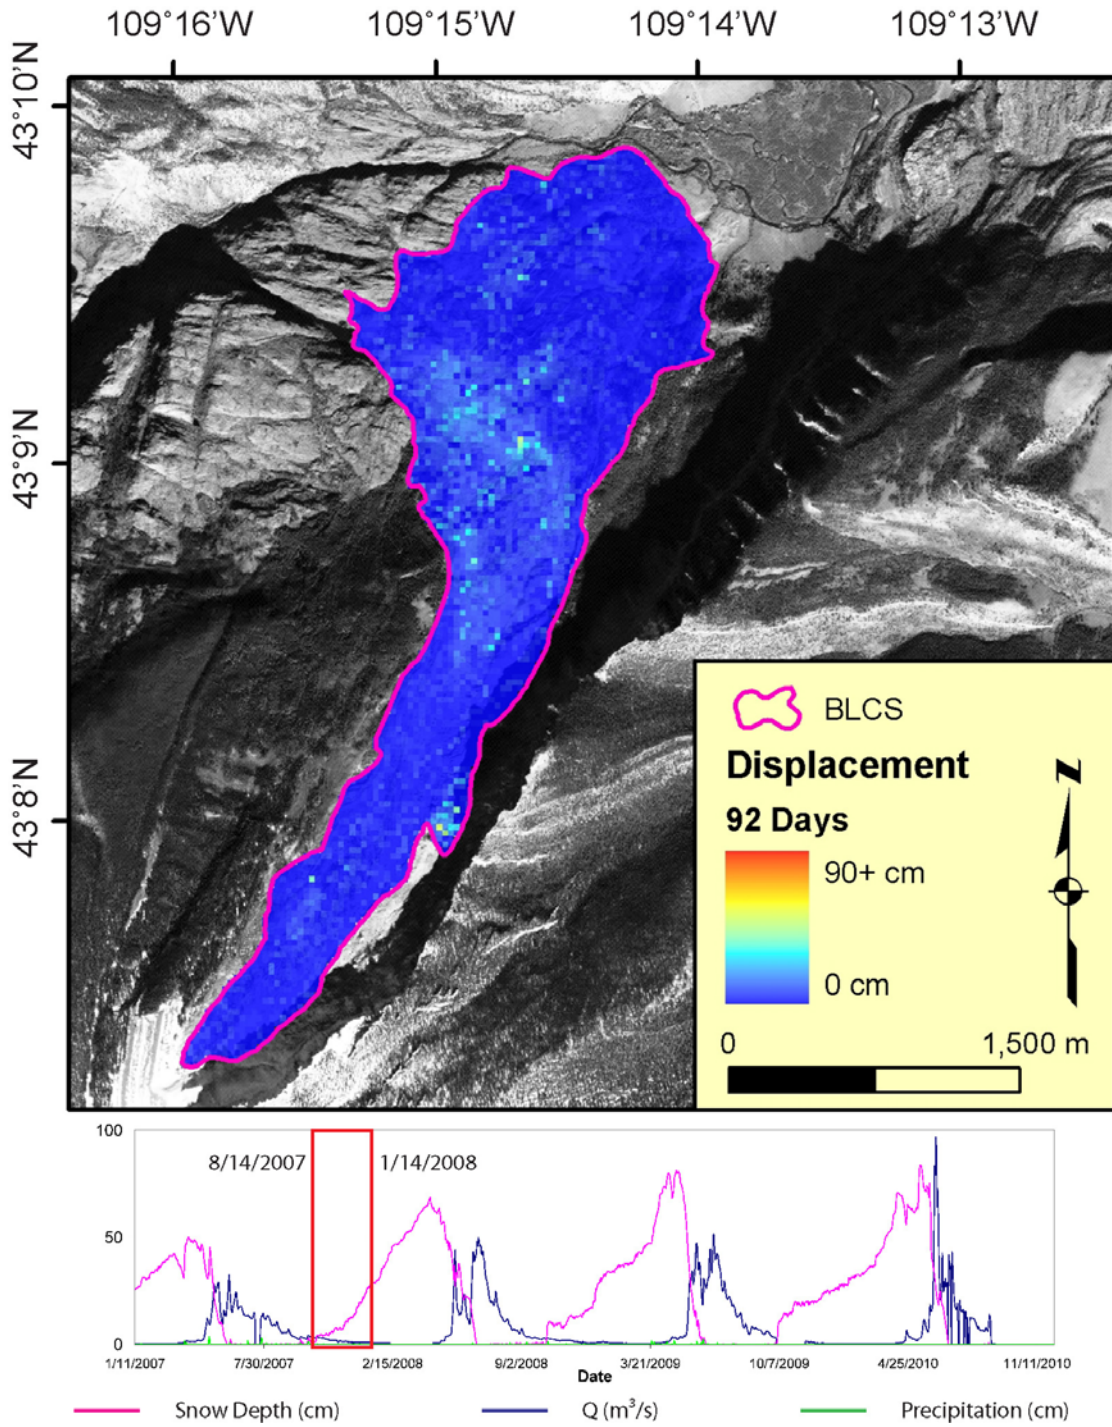 109°16'W 109°15'W 109°14'W 109°13'W
43°10'N
43°9'N
43°8'N
BLCS
Displacement
92 Days
90+ cm
0 cm
N
0 1,500 m
100
50
0
8/14/2007 1/14/2008
1/11/2007 7/30/2007 2/15/2008 9/2/2008 3/21/2009 10/7/2009 4/25/2010 11/11/2010
Date
Snow Depth (cm) Q (m³/s) Precipitation (cm)